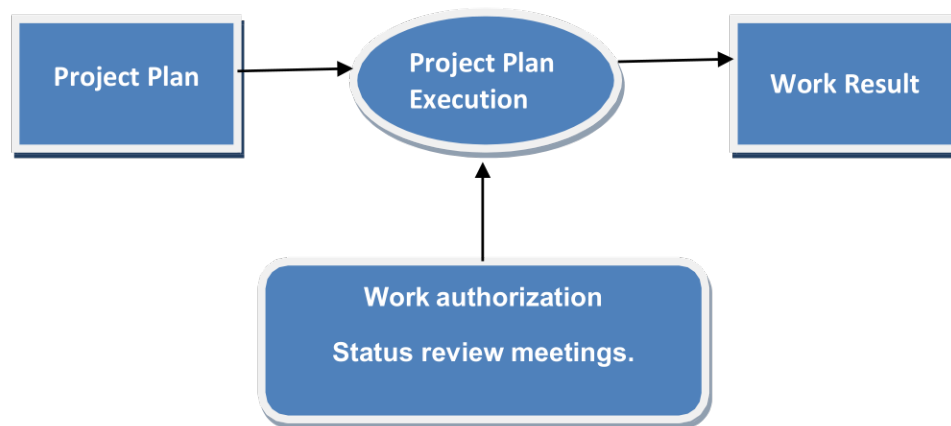 Project Plan
Project Plan
Execution
Work Result
Work authorization
Status review meetings.